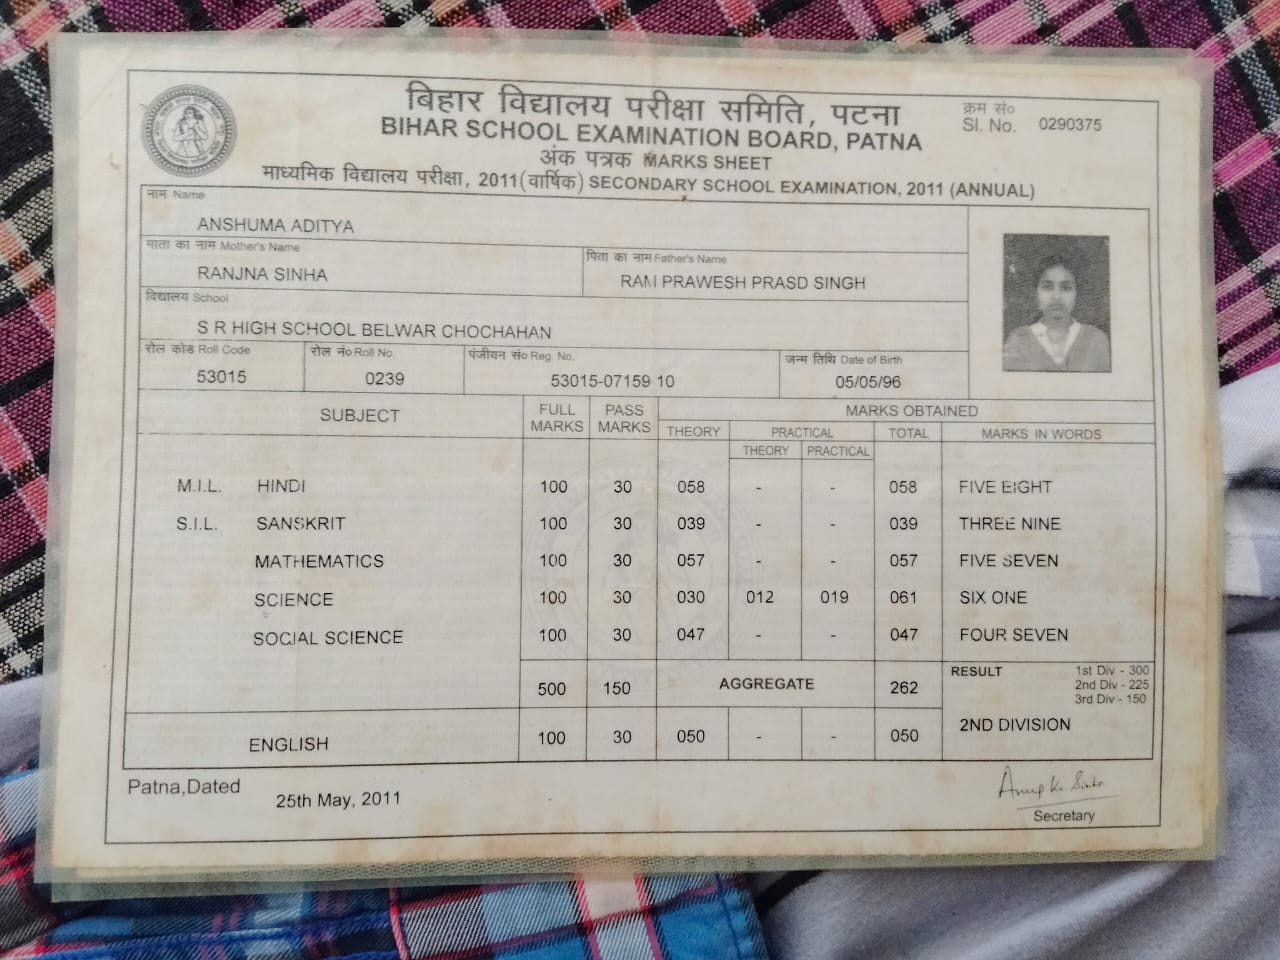 बिहार विद्यालय परीक्षा समिति, पटना
BIHAR SCHOOL EXAMINATION BOARD, PATNA
क्रम सं०
Sl. No. 0290375
अंक पत्रक MARKS SHEET
माध्यमिक विद्यालय परीक्षा, 2011(वार्षिक) SECONDARY SCHOOL EXAMINATION, 2011 (ANNUAL)
नाम Name
ANSHUMA ADITYA
माता का नाम Mother's Name पिता का नाम Father's Name
RANJNA SINHA RAM PRAWESH PRASD SINGH
विद्यालय School
S R HIGH SCHOOL BELWAR CHOCHAHAN
रोल कोड Roll Code रोल नं० Roll No. पंजीयन सं० Reg. No. जन्म तिथि Date of Birth
53015 0239 53015-07159 10 05/05/96
SUBJECT FULL MARKS PASS MARKS MARKS OBTAINED
THEORY PRACTICAL TOTAL MARKS IN WORDS
THEORY PRACTICAL
M.I.L. HINDI 100 30 058 - - 058 FIVE EIGHT
S.I.L. SANSKRIT 100 30 039 - - 039 THREE NINE
MATHEMATICS 100 30 057 - - 057 FIVE SEVEN
SCIENCE 100 30 030 012 019 061 SIX ONE
SOCIAL SCIENCE 100 30 047 - - 047 FOUR SEVEN
500 150 AGGREGATE 262
RESULT 1st Div - 300
2nd Div - 225
3rd Div - 150
2ND DIVISION
ENGLISH 100 30 050 - - 050
Patna,Dated
25th May, 2011
Secretary